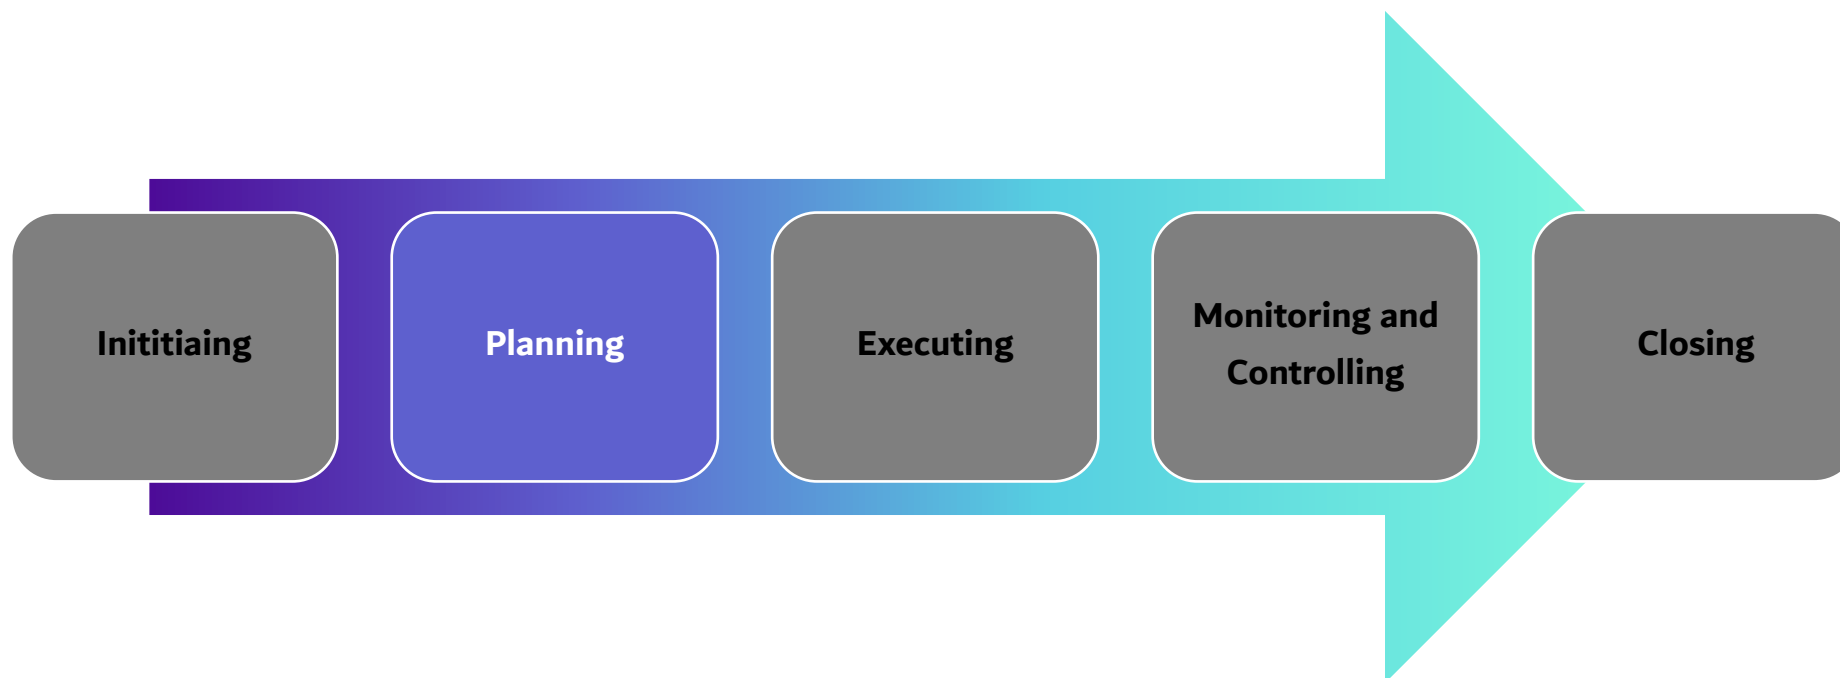 Inititiaing
Planning
Executing
Monitoring and
Controlling
Closing